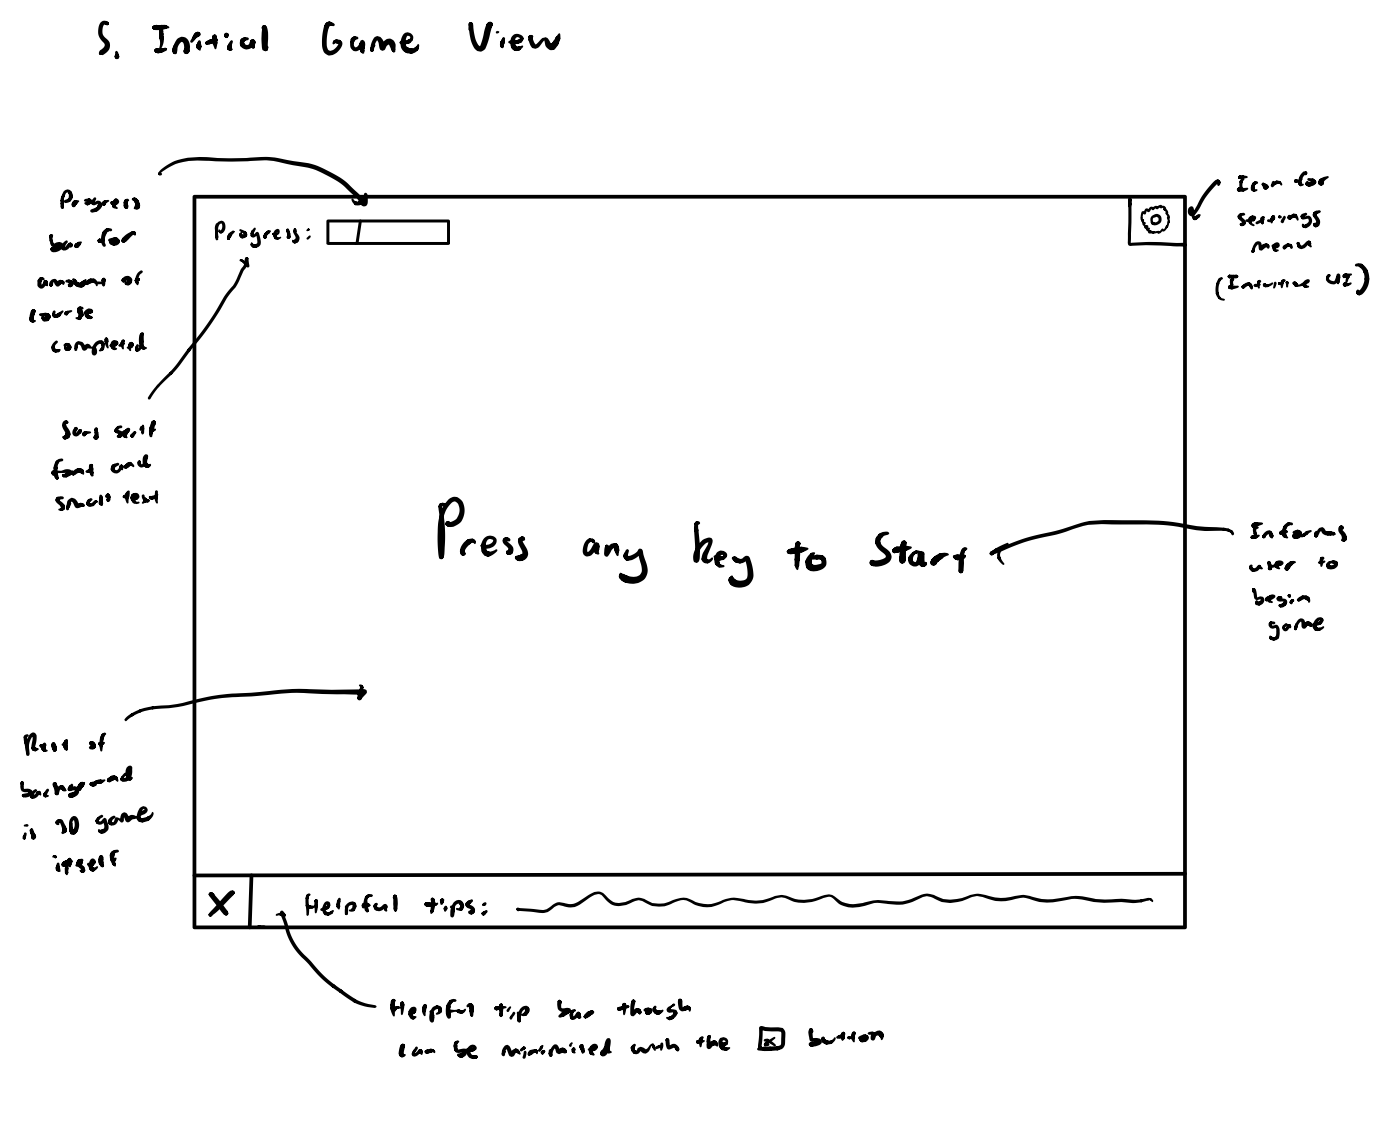 5. Initial Game View
Progress
bar for
amount of
course
completed
Progress:
Icon for
settings
menu
(Intuitive UI)
Sans serif
font and
small text
Press any key to Start
Informs
user to
begin
game
Rest of
background
is 3D game
itself
X Helpful tips:
Helpful tip bar though
can be minimised with the x button